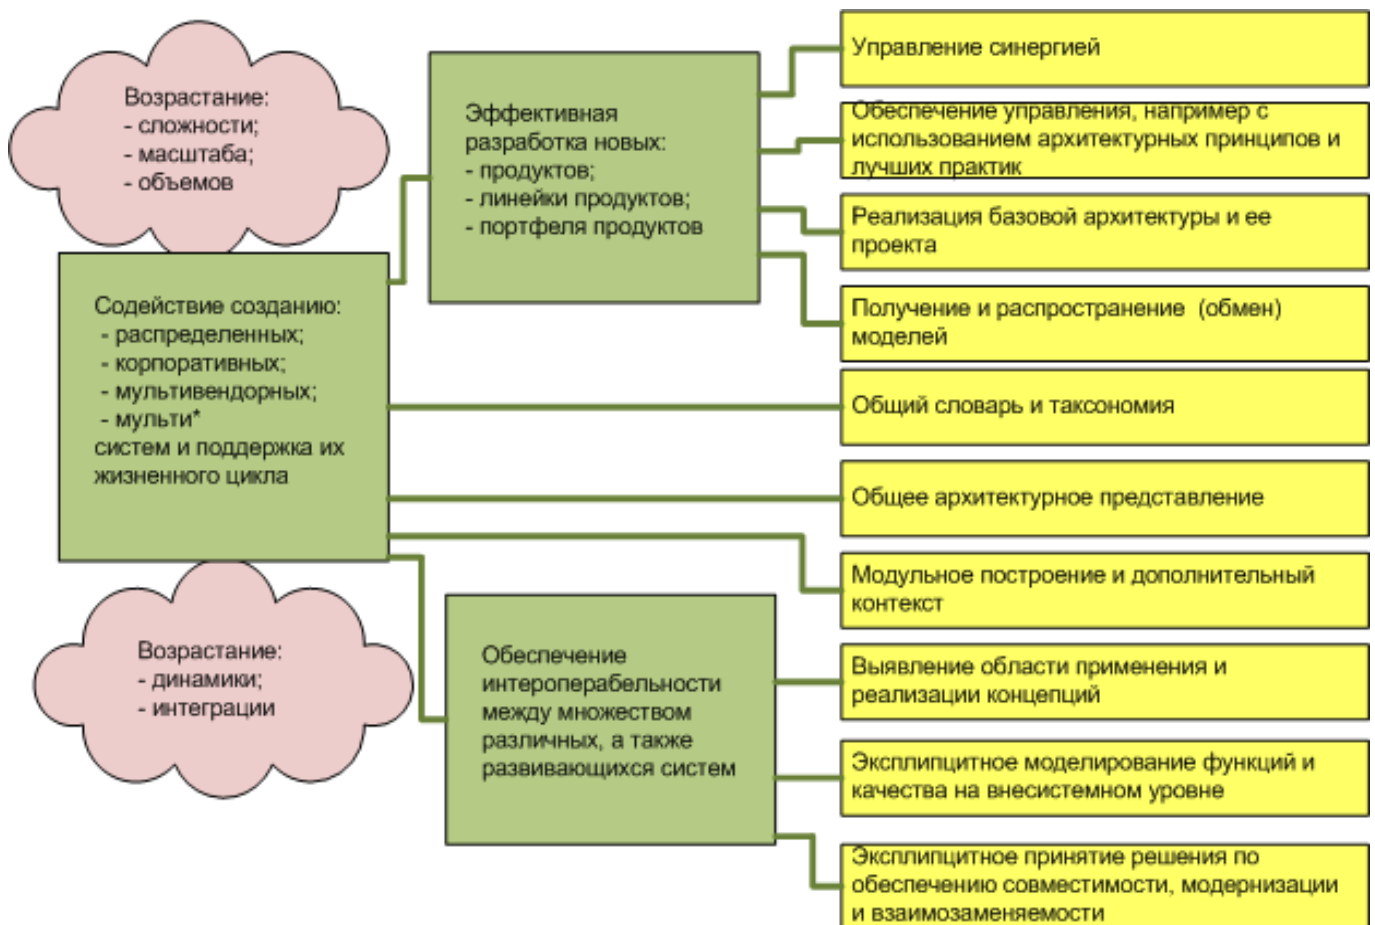 Возрастание:
- сложности;
- масштаба;
- объемов
Содействие созданию:
- распределенных;
- корпоративных;
- мультивендорных;
- мульти*
систем и поддержка их
жизненного цикла
Возрастание:
- динамики;
- интеграции
Эффективная
разработка новых:
- продуктов;
- линейки продуктов;
- портфеля продуктов
Обеспечение
интероперабельности
между множеством
различных, а также
развивающихся систем
Управление синергией
Обеспечение управления, например с
использованием архитектурных принципов и
лучших практик
Реализация базовой архитектуры и ее
проекта
Получение и распространение (обмен)
моделей
Общий словарь и таксономия
Общее архитектурное представление
Модульное построение и дополнительный
контекст
Выявление области применения и
реализации концепций
Эксплипцитное моделирование функций и
качества на внесистемном уровне
Эксплипцитное принятие решения по
обеспечению совместимости, модернизации
и взаимозаменяемости